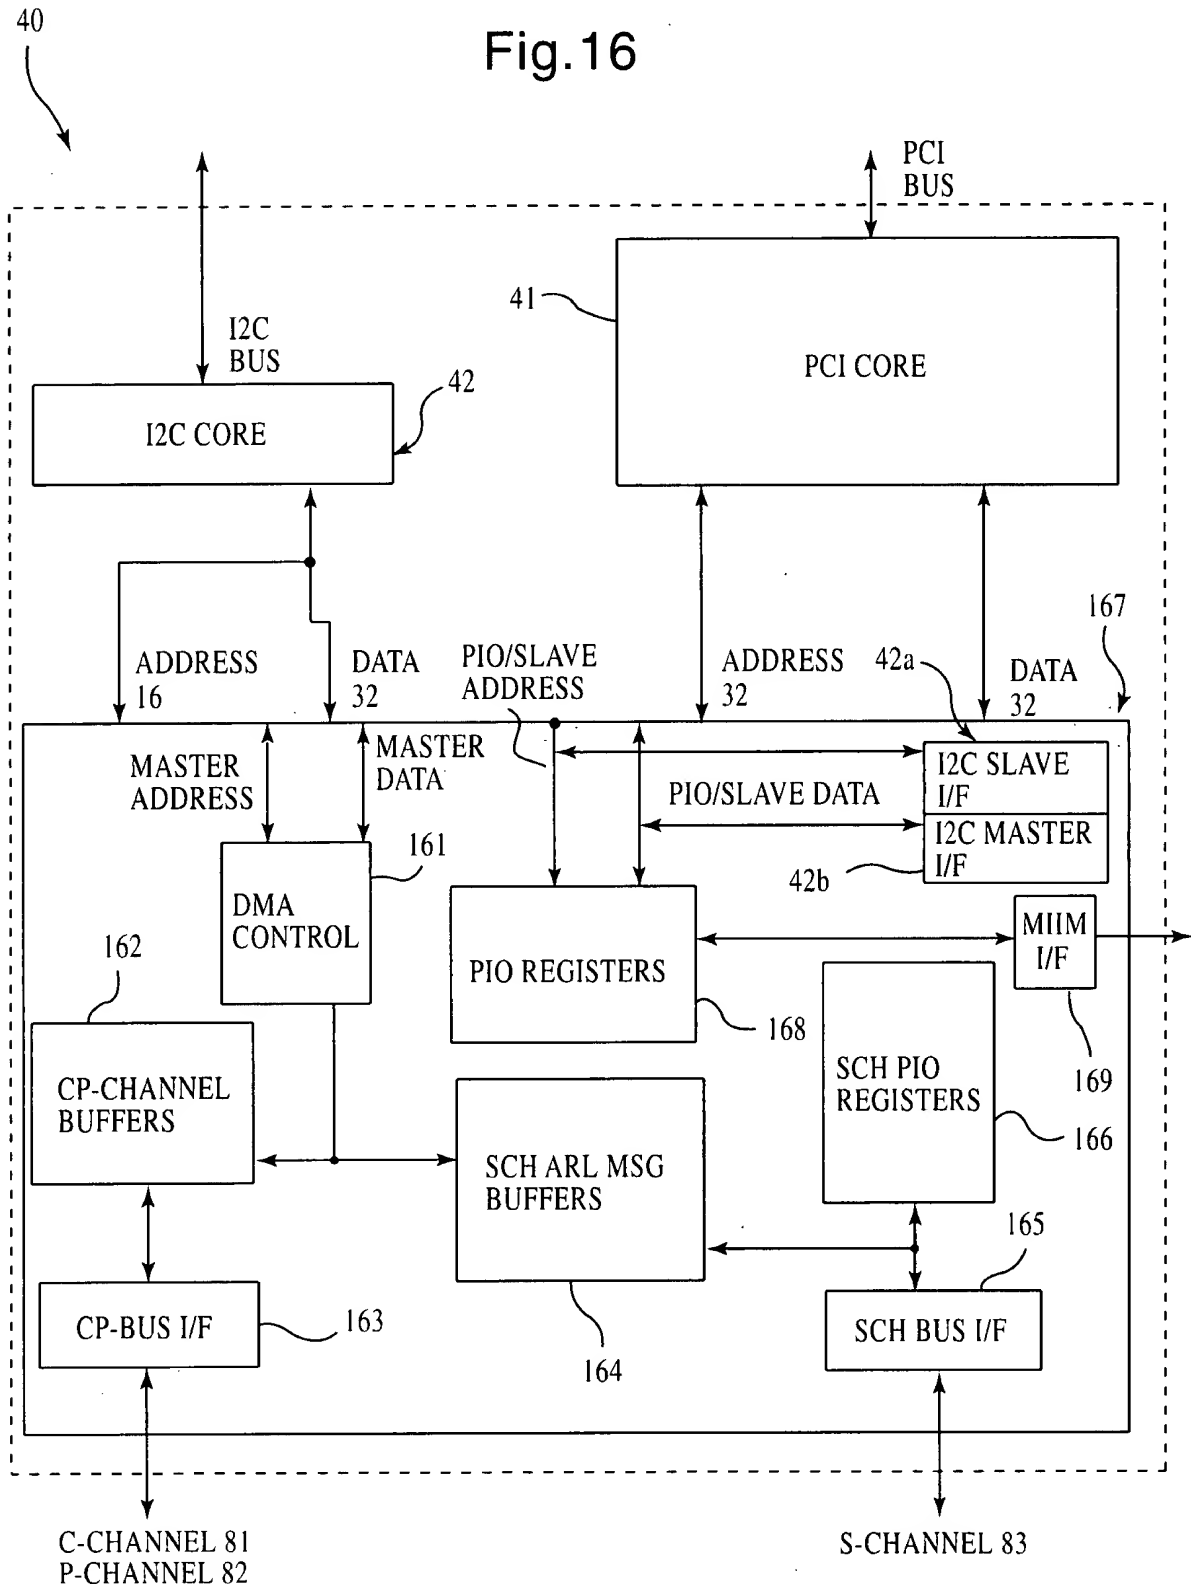 40
Fig.16
PCI
BUS
41
I2C
BUS
PCI CORE
42
I2C CORE
167
ADDRESS
16
DATA
32
PIO/SLAVE
ADDRESS
ADDRESS
32
42a
DATA
32
MASTER
ADDRESS
MASTER
DATA
I2C SLAVE
I/F
PIO/SLAVE DATA
I2C MASTER
I/F
161
42b
DMA
CONTROL
162
PIO REGISTERS
MIIM
I/F
168
169
CP-CHANNEL
BUFFERS
SCH PIO
REGISTERS
166
SCH ARL MSG
BUFFERS
165
CP-BUS I/F
163
164
SCH BUS I/F
C-CHANNEL 81
P-CHANNEL 82
S-CHANNEL 83